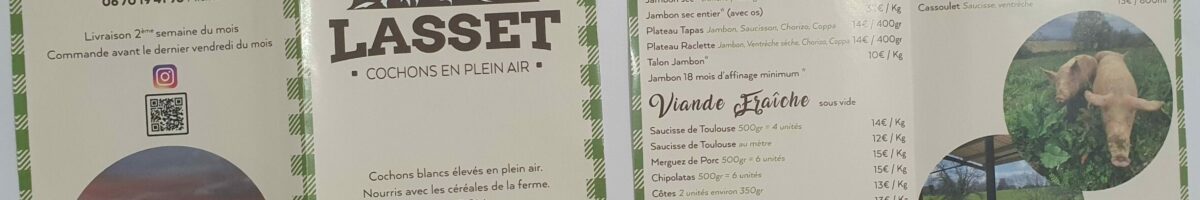 Livraison 2ème semaine du mois
Commande avant le dernier vendredi du mois
LASSET
COCHONS EN PLEIN AIR
Cochons blancs élevés en plein air.
Nourris avec les céréales de la ferme.
Jambon sec entier* (avec os)
Plateau Tapas Jambon, Saucisson, Chorizo, Coppa 14€ / 400gr
Plateau Raclette Jambon, Ventrèche sèche, Chorizo, Coppa 14€ / 400gr
Talon Jambon* 10€ / Kg
Jambon 18 mois d'affinage minimum *
Viande Fraîche sous vide
Saucisse de Toulouse 500gr = 4 unités 14€ / Kg
Saucisse de Toulouse au mètre 12€ / Kg
Merguez de Porc 500gr = 6 unités 15€ / Kg
Chipolatas 500gr = 6 unités 15€ / Kg
Côtes 2 unités environ 350gr 13€ / Kg
Cassoulet Saucisse, ventrèche